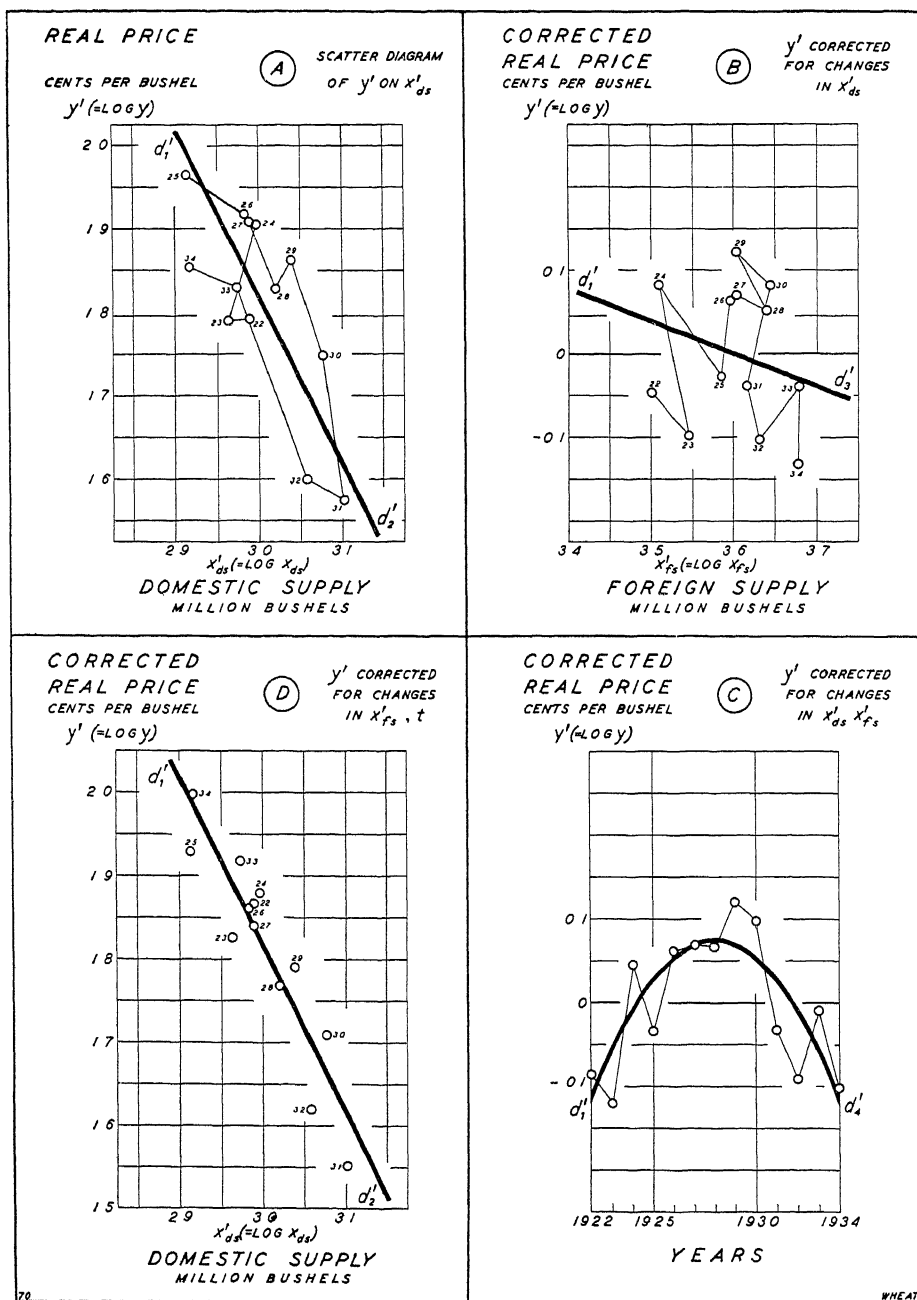 REAL PRICE
A
SCATTER DIAGRAM
OF y' ON x'ds
CENTS PER BUSHEL
y' (=LOG y)
d'1
2 0
1 9
1 8
1 7
1 6
25
26
27
24
29
34
33
28
23
22
30
32
31
d'2
2 9
3 0
3 1
x'ds (=LOG xds)
DOMESTIC SUPPLY
MILLION BUSHELS
CORRECTED
REAL PRICE
CENTS PER BUSHEL
y' (=LOG y)
B
y' CORRECTED
FOR CHANGES
IN x'ds
0 1
0
-0 1
d'1
24
29
27
30
26
28
25
22
31
33
23
32
34
d'3
3 4
3 5
3 6
3 7
x'fs (=LOG xfs)
FOREIGN SUPPLY
MILLION BUSHELS
CORRECTED
REAL PRICE
CENTS PER BUSHEL
y' (=LOG y)
D
y' CORRECTED
FOR CHANGES
IN x'fs , t
d'1
2 0
1 9
1 8
1 7
1 6
1 5
34
25
33
24
22
26
27
23
29
28
30
32
31
d'2
2 9
3 0
3 1
x'ds (=LOG xds)
DOMESTIC SUPPLY
MILLION BUSHELS
CORRECTED
REAL PRICE
CENTS PER BUSHEL
y' (=LOG y)
C
y' CORRECTED
FOR CHANGES
IN x'ds x'fs
0 1
0
-0 1
d'1
d'4
1922
1925
1930
1934
YEARS
70
WHEAT